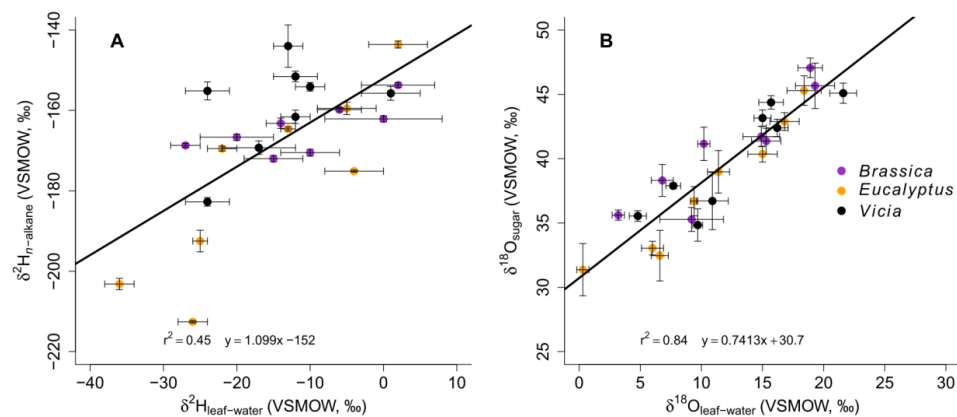 A
δ²Hn−alkane (VSMOW, ‰)
−140
−160
−180
−200
−220
r² = 0.45 y = 1.099x −152
−40 −30 −20 −10 0 10
δ²Hleaf−water (VSMOW, ‰)
B
δ¹⁸Osugar (VSMOW, ‰)
50
45
40
35
30
25
r² = 0.84 y = 0.7413x + 30.7
0 5 10 15 20 25 30
δ¹⁸Oleaf−water (VSMOW, ‰)
Brassica
Eucalyptus
Vicia